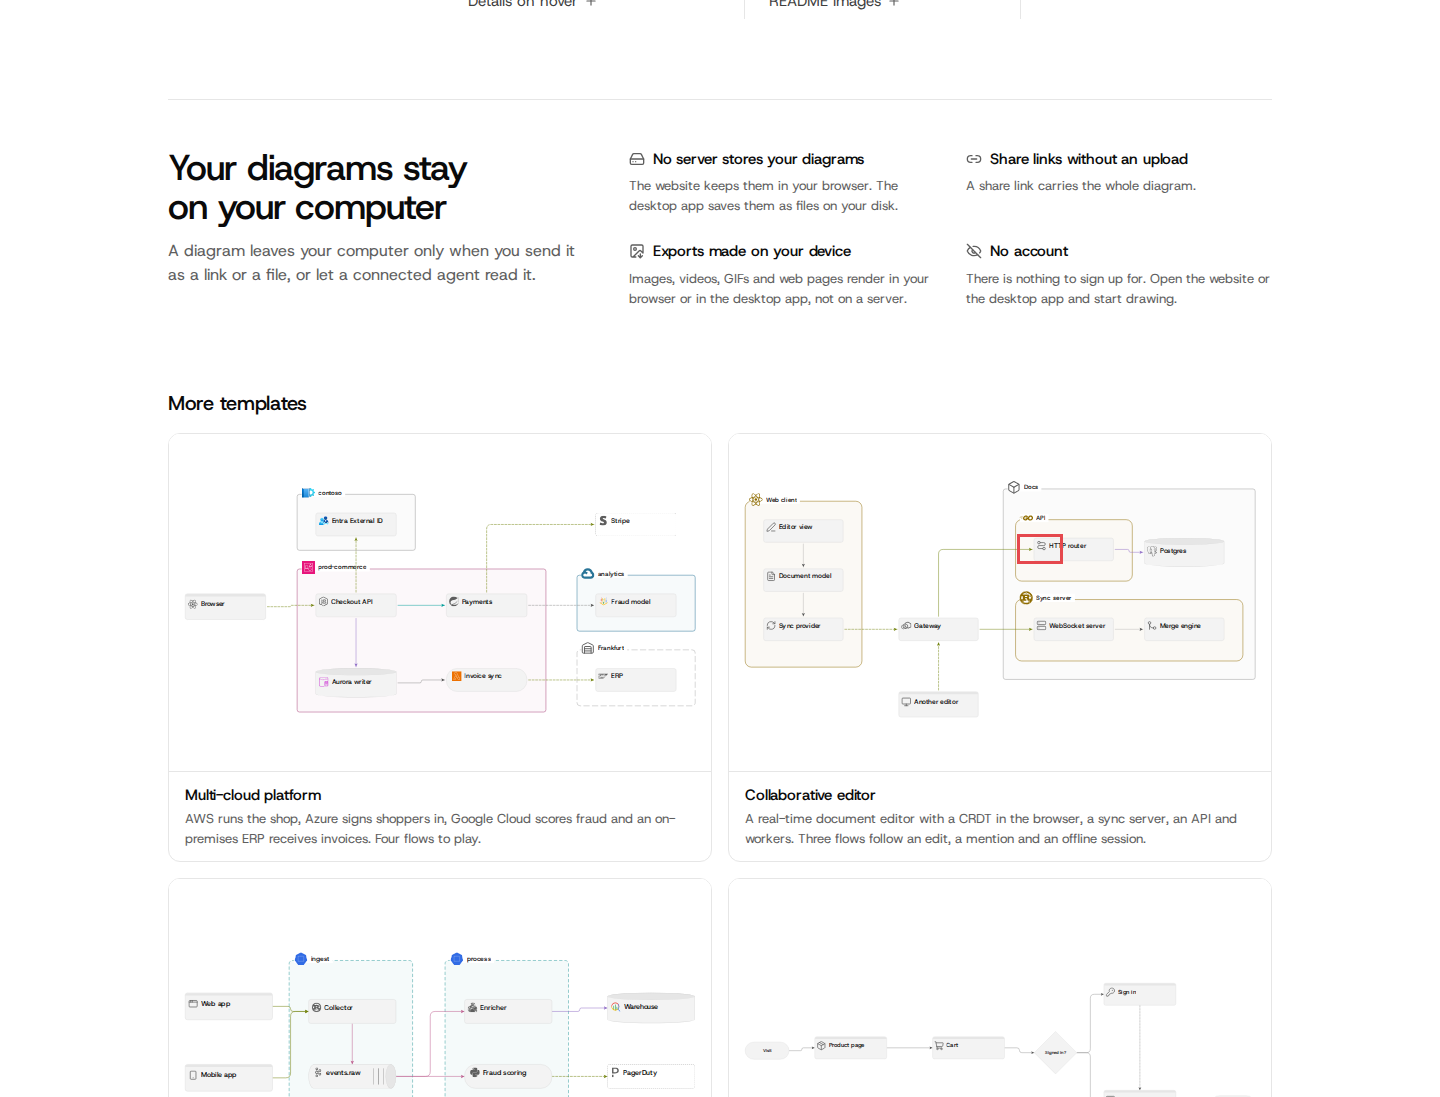 Details on hover +
README images +
Your diagrams stay
on your computer
A diagram leaves your computer only when you send it
as a link or a file, or let a connected agent read it.
No server stores your diagrams
The website keeps them in your browser. The
desktop app saves them as files on your disk.
Share links without an upload
A share link carries the whole diagram.
Exports made on your device
Images, videos, GIFs and web pages render in your
browser or in the desktop app, not on a server.
No account
There is nothing to sign up for. Open the website or
the desktop app and start drawing.
More templates
contoso
Entra External ID
Stripe
prod-commerce
analytics
Browser
Checkout API
Payments
Fraud model
Frankfurt
Aurora writer
Invoice sync
ERP
Multi-cloud platform
AWS runs the shop, Azure signs shoppers in, Google Cloud scores fraud and an on-
premises ERP receives invoices. Four flows to play.
Web client
Docs
Editor view
API
HTTP router
Postgres
Document model
Sync server
Sync provider
Gateway
WebSocket server
Merge engine
Another editor
Collaborative editor
A real-time document editor with a CRDT in the browser, a sync server, an API and
workers. Three flows follow an edit, a mention and an offline session.
ingest
process
Web app
Collector
Enricher
Warehouse
Mobile app
events.raw
Fraud scoring
PagerDuty
Sign in
Visit
Product page
Cart
Signed in?